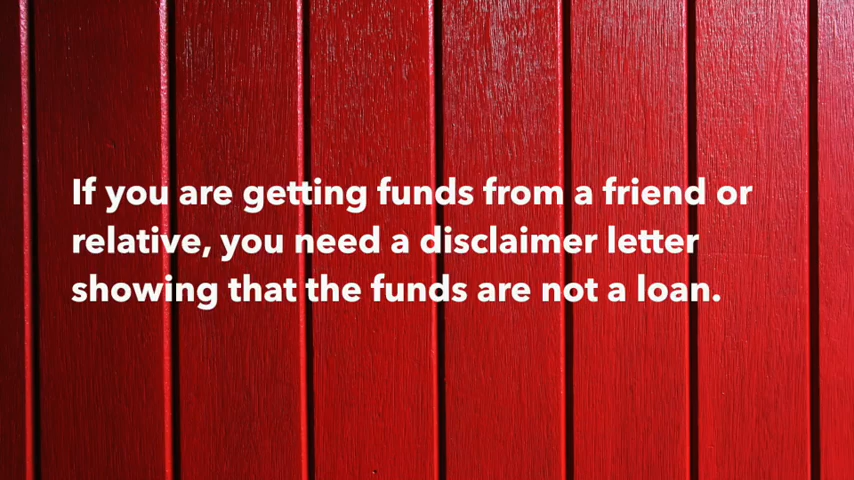 If you are getting funds from a friend or
relative, you need a disclaimer letter
showing that the funds are not a loan.